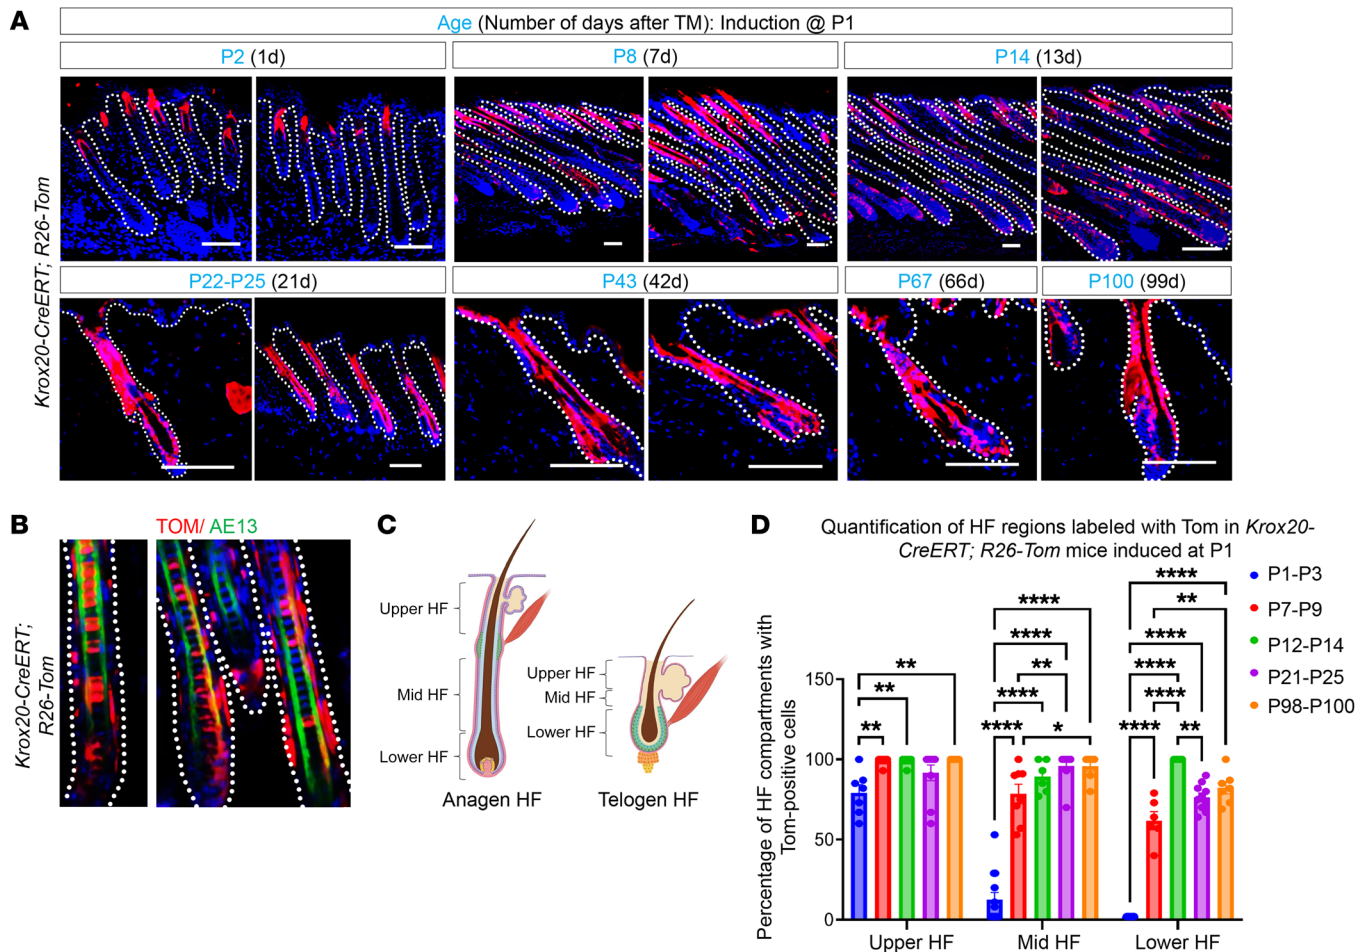 A
Age (Number of days after TM): Induction @ P1
P2 (1d)
P8 (7d)
P14 (13d)
Krox20-CreERT; R26-Tom
P22-P25 (21d)
P43 (42d)
P67 (66d)
P100 (99d)
B
TOM/ AE13
Krox20-CreERT;
R26-Tom
C
Upper HF
Mid HF
Lower HF
Anagen HF
Upper HF
Mid HF
Lower HF
Telogen HF
D
Quantification of HF regions labeled with Tom in Krox20-
CreERT; R26-Tom mice induced at P1
Percentage of HF compartments with
Tom-positive cells
150
100
50
0
**
**
**
****
****
**
****
****
*
****
**
****
****
****
**
Upper HF
Mid HF
Lower HF
P1-P3
P7-P9
P12-P14
P21-P25
P98-P100